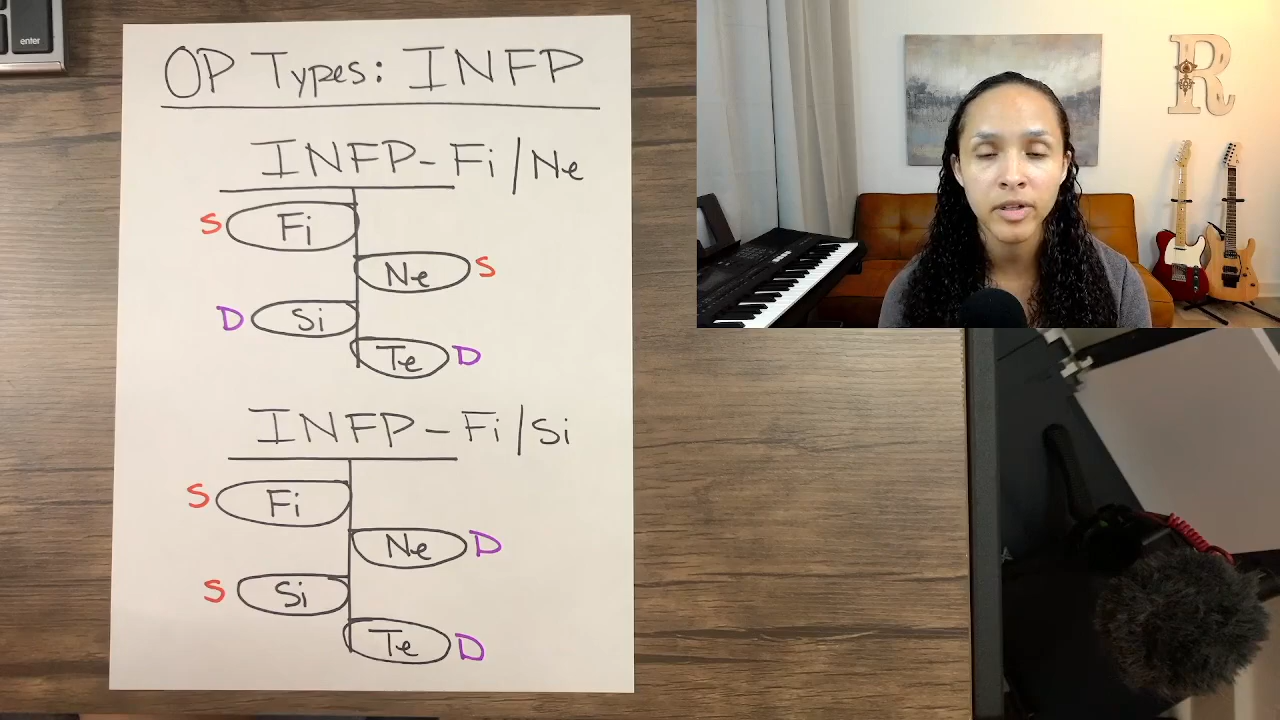 enter
OP Types: INFP
INFP - Fi/Ne
S Fi
Ne S
D Si
Te D
INFP - Fi/Si
S Fi
Ne D
S Si
Te D
R